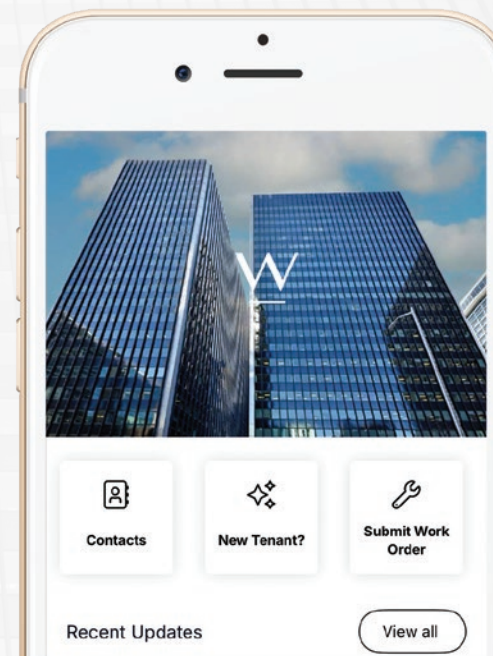 W
Contacts
New Tenant?
Submit Work
Order
Recent Updates
View all